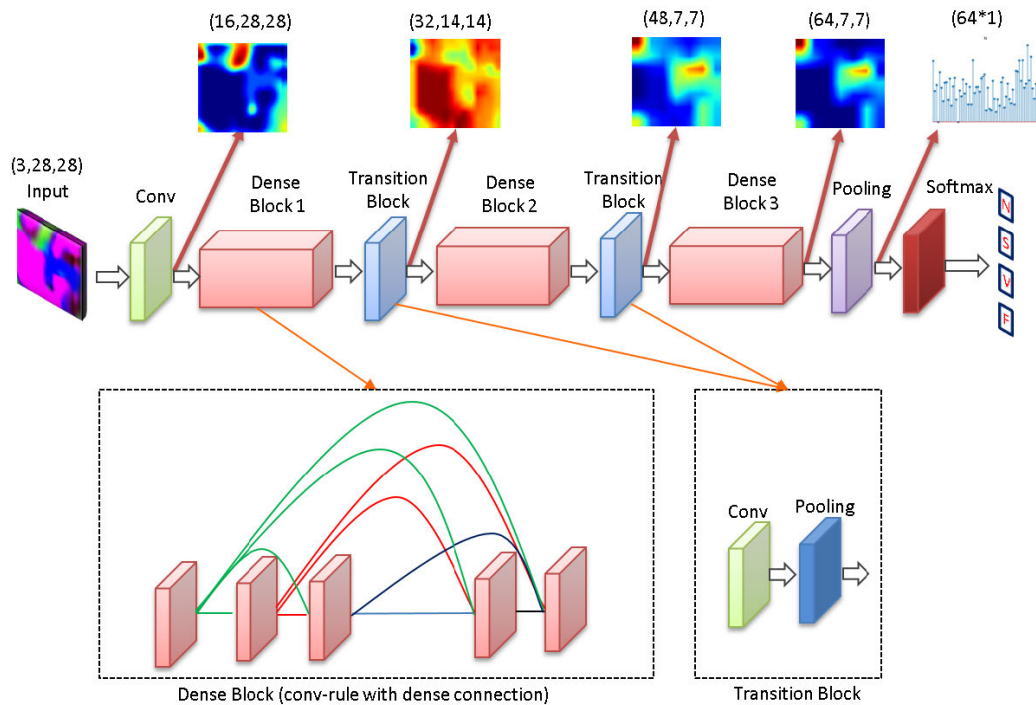 (16,28,28)
(32,14,14)
(48,7,7)
(64,7,7)
(64*1)
(3,28,28)
Input
Conv
Dense
Block 1
Transition
Block
Dense
Block 2
Transition
Block
Dense
Block 3
Pooling
Softmax
N
S
V
F
Conv
Pooling
Dense Block (conv-rule with dense connection)
Transition Block